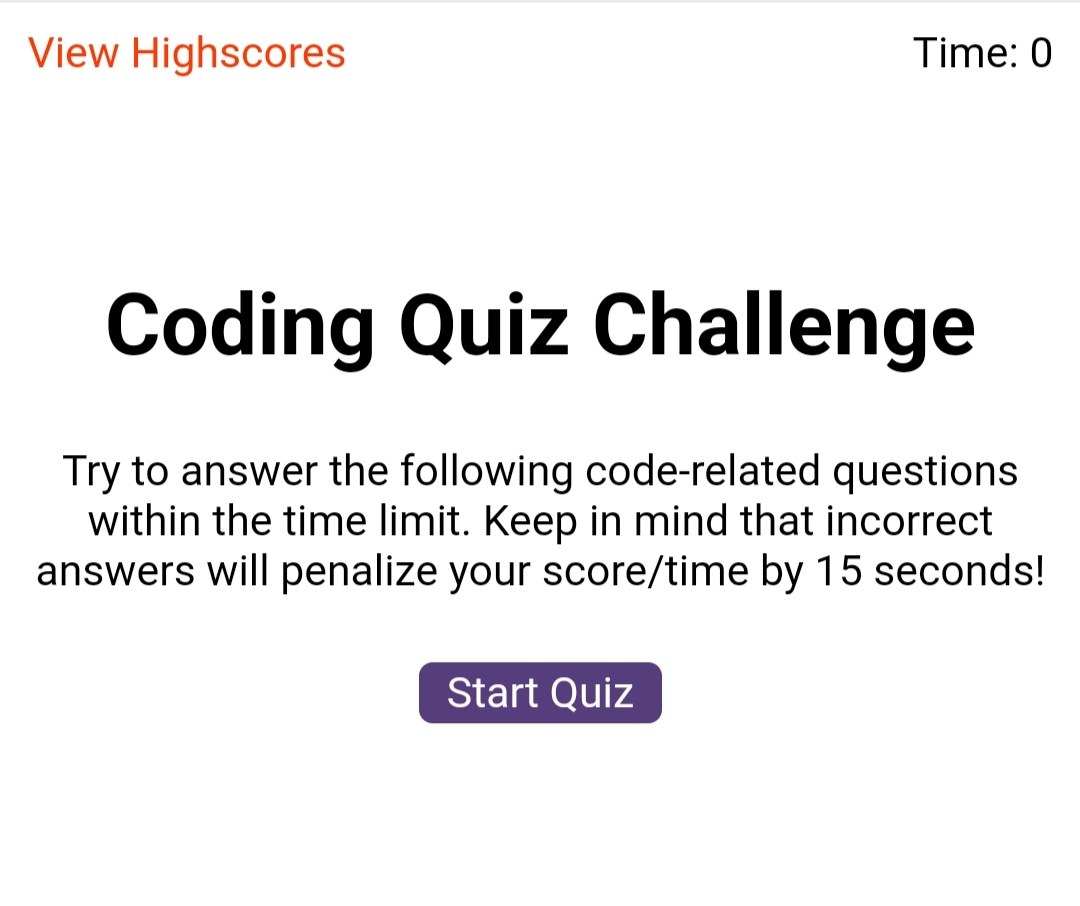 View Highscores
Time: 0
Coding Quiz Challenge
Try to answer the following code-related questions
within the time limit. Keep in mind that incorrect
answers will penalize your score/time by 15 seconds!
Start Quiz